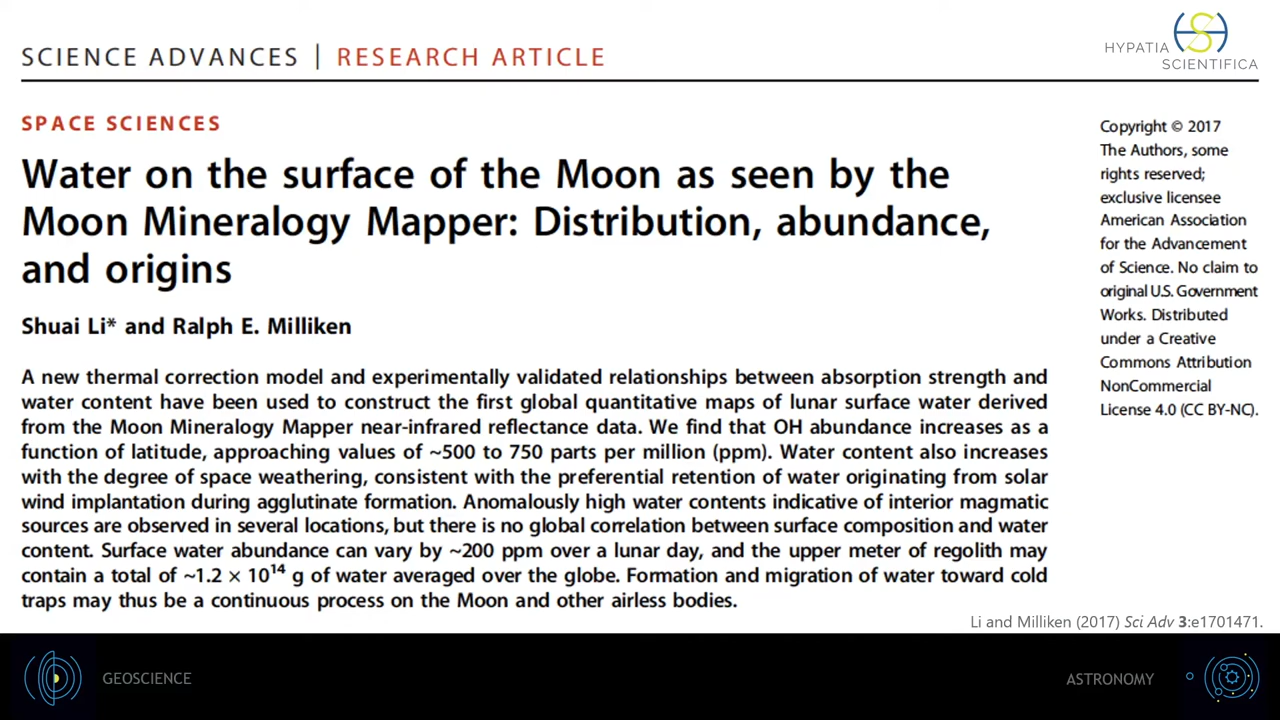 SCIENCE ADVANCES | RESEARCH ARTICLE
HYPATIA
SCIENTIFICA
SPACE SCIENCES
Water on the surface of the Moon as seen by the
Moon Mineralogy Mapper: Distribution, abundance,
and origins
Shuai Li* and Ralph E. Milliken
A new thermal correction model and experimentally validated relationships between absorption strength and
water content have been used to construct the first global quantitative maps of lunar surface water derived
from the Moon Mineralogy Mapper near-infrared reflectance data. We find that OH abundance increases as a
function of latitude, approaching values of ~500 to 750 parts per million (ppm). Water content also increases
with the degree of space weathering, consistent with the preferential retention of water originating from solar
wind implantation during agglutinate formation. Anomalously high water contents indicative of interior magmatic
sources are observed in several locations, but there is no global correlation between surface composition and water
content. Surface water abundance can vary by ~200 ppm over a lunar day, and the upper meter of regolith may
contain a total of ~1.2 × 10¹⁴ g of water averaged over the globe. Formation and migration of water toward cold
traps may thus be a continuous process on the Moon and other airless bodies.
Copyright © 2017
The Authors, some
rights reserved;
exclusive licensee
American Association
for the Advancement
of Science. No claim to
original U.S. Government
Works. Distributed
under a Creative
Commons Attribution
NonCommercial
License 4.0 (CC BY-NC).
Li and Milliken (2017) Sci Adv 3:e1701471.
GEOSCIENCE
ASTRONOMY